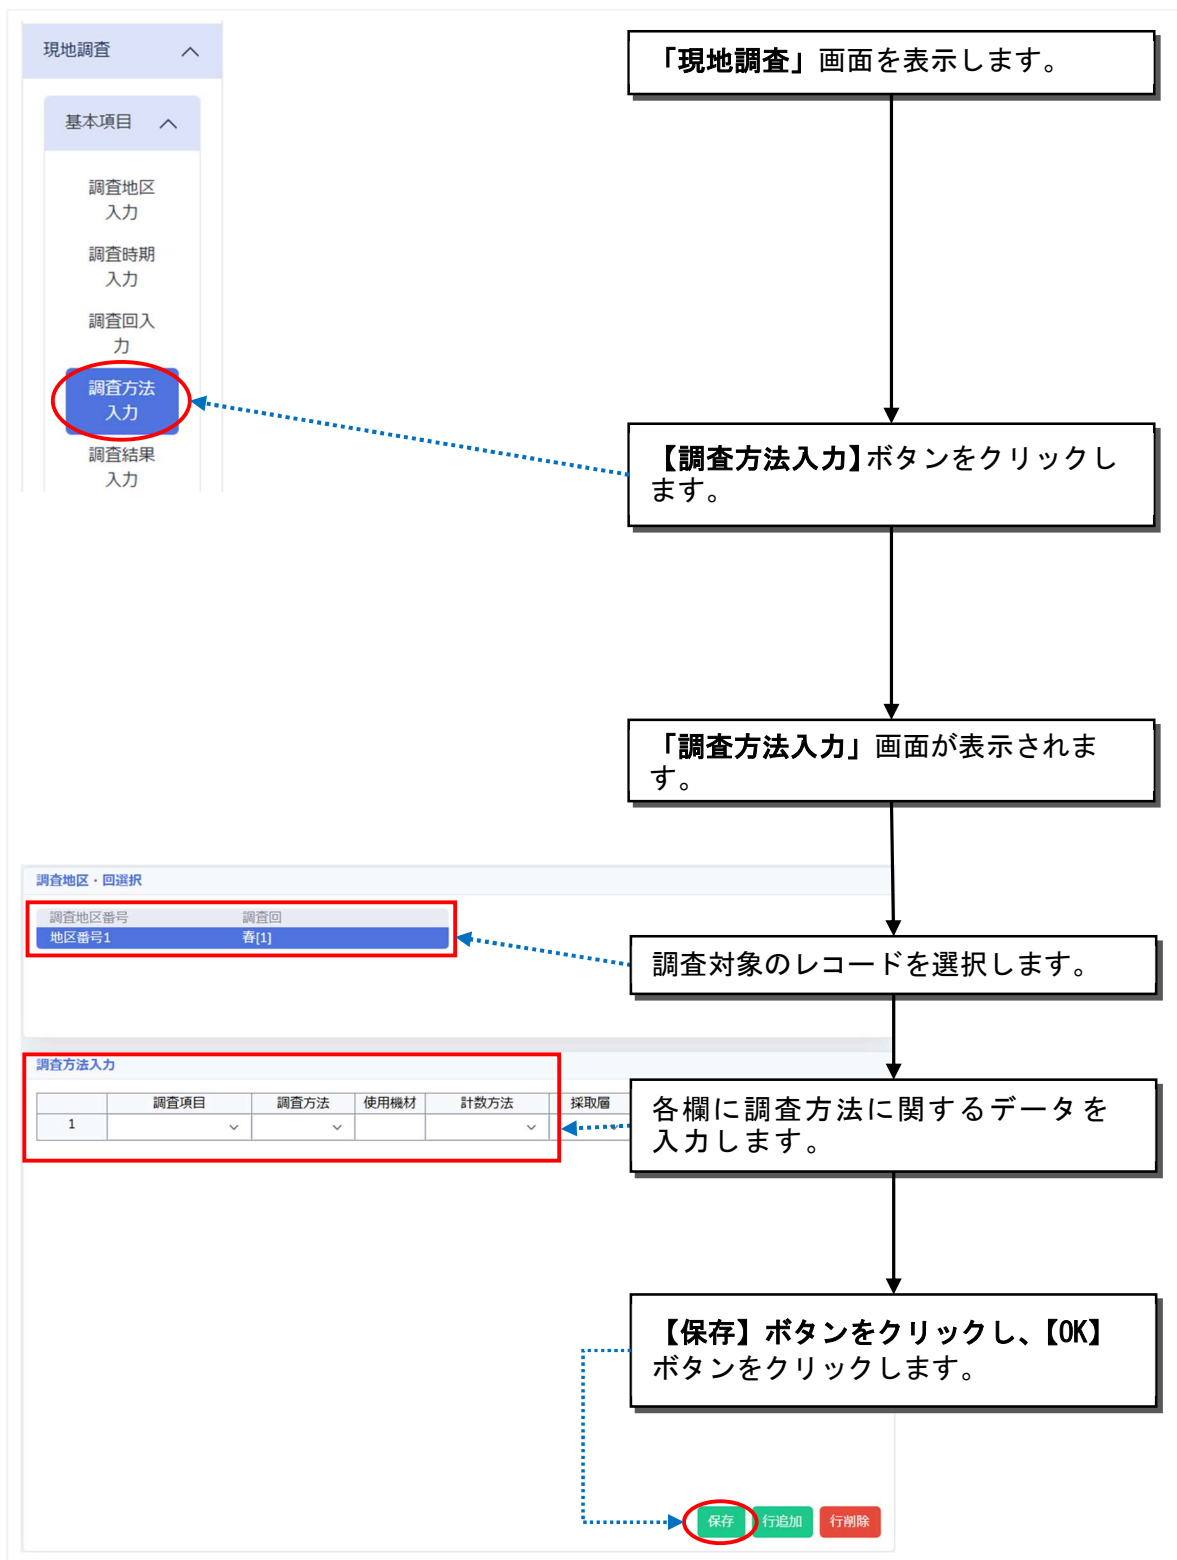 現地調査
基本項目
調査地区
入力
調査時期
入力
調査回入
力
調査方法
入力
調査結果
入力
「現地調査」画面を表示します。
【調査方法入力】ボタンをクリックし
ます。
「調査方法入力」画面が表示されま
す。
調査地区・回選択
調査地区番号 調査回
地区番号1 春[1]
調査対象のレコードを選択します。
調査方法入力
調査項目 調査方法 使用機材 計数方法 採取層
1
各欄に調査方法に関するデータを
入力します。
【保存】ボタンをクリックし、【OK】
ボタンをクリックします。
保存 行追加 行削除